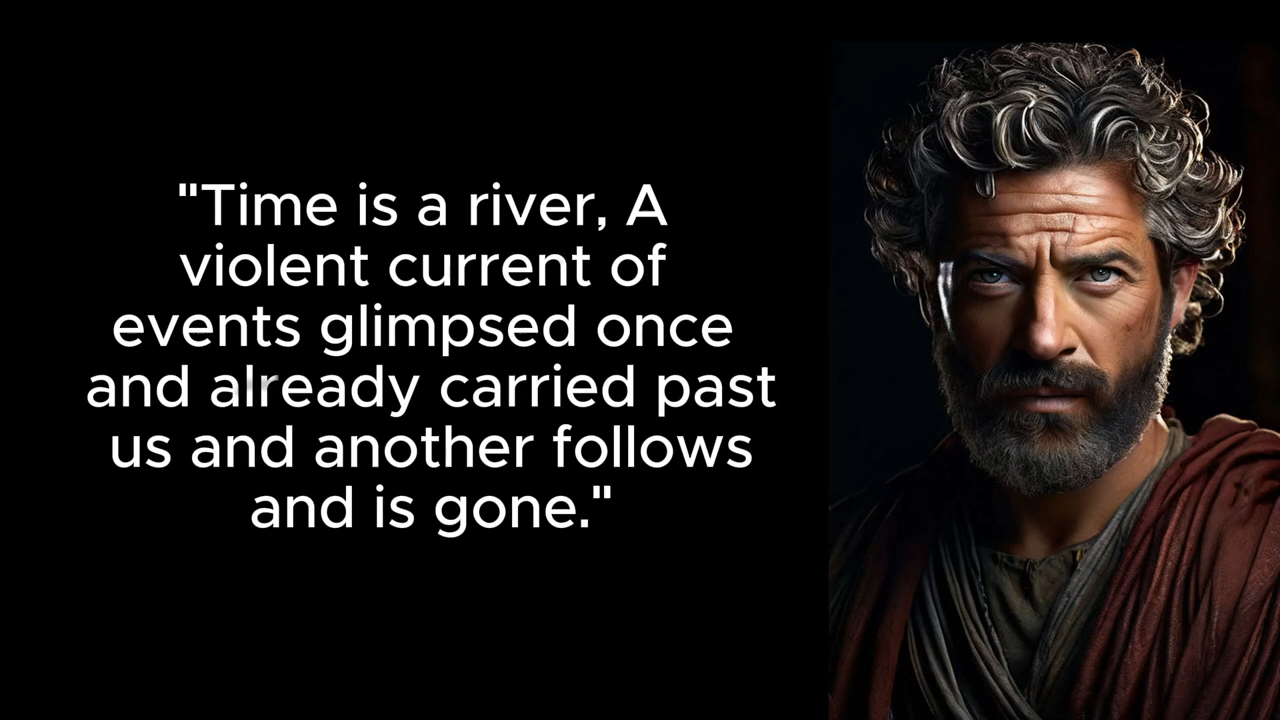 "Time is a river, A
violent current of
events glimpsed once
and already carried past
us and another follows
and is gone."